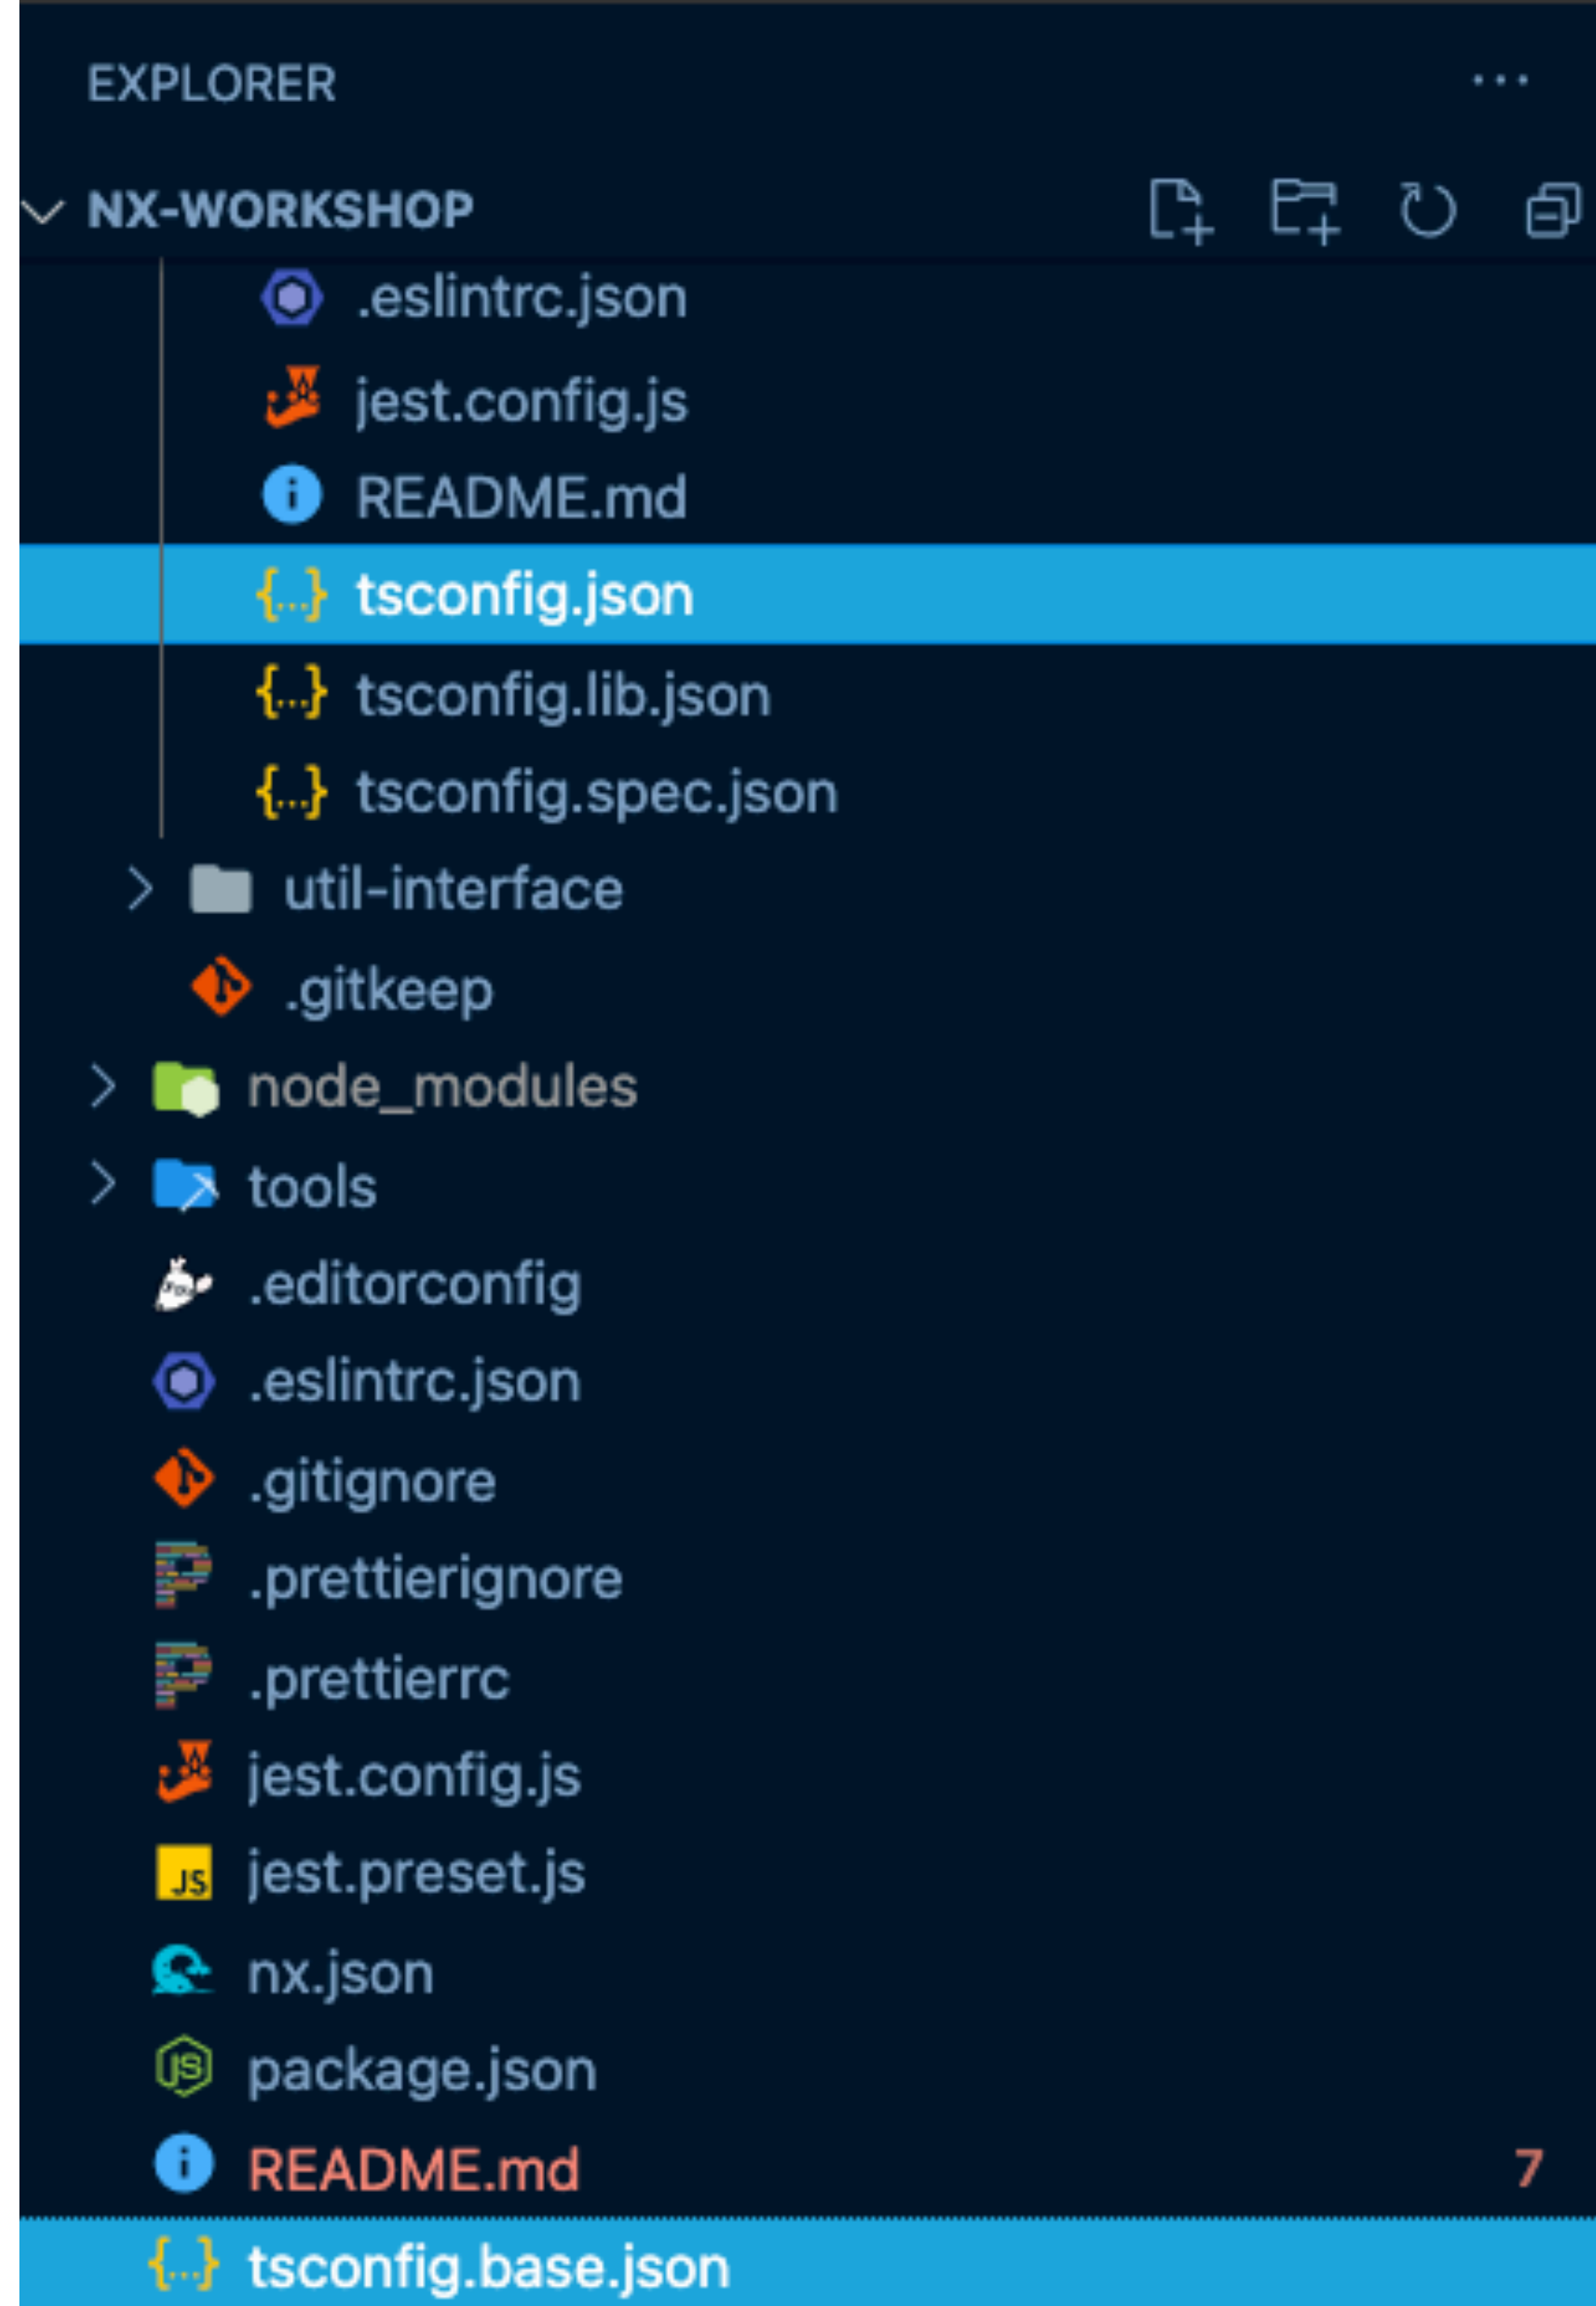 EXPLORER
NX-WORKSHOP
.eslintrc.json
jest.config.js
README.md
{...} tsconfig.json
{...} tsconfig.lib.json
{...} tsconfig.spec.json
util-interface
.gitkeep
node_modules
tools
.editorconfig
.eslintrc.json
.gitignore
.prettierignore
.prettierrc
jest.config.js
JS jest.preset.js
nx.json
JS package.json
README.md 7
{...} tsconfig.base.json